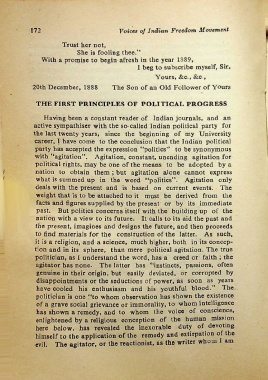 172 Voices of Indian Freedom Movement
Trust her not,
She is fooling thee."
With a promise to begin afresh in the year 1889,
I beg to subscribe myself, Sir,
Yours, &c., &c.,
20th December, 1888 The Son of an Old Follower of Yours
THE FIRST PRINCIPLES OF POLITICAL PROGRESS
Having been a constant reader of Indian journals, and an
active sympathiser with the so-called Indian political party for
the last twenty years, since the beginning of my University
career, I have come to the conclusion that the Indian political
party has accepted the expression "politics" to be synonymous
with "agitation". Agitation, constant, unending agitation for
political rights, may be one of the means to be adopted by a
nation to obtain them; but agitation alone cannot express
what is summed up in the word "politics". Agitation only
deals with the present and is based on current events. The
weight that is to be attached to it must be derived from the
facts and figures supplied by the present or by its immediate
past. But politics concerns itself with the building up of the
nation with a view to its future. It calls to its aid the past and
the present, imagines and designs the future, and then proceeds
to find materials for the construction of the latter. As such,
it is a religion, and a science, much higher, both in its concep-
tion and in its sphere, than mere political agitation. The true
politician, as I understand the word, has a creed or faith; the
agitator has none. The latter has "instincts, passions, often
genuine in their origin, but easily deviated, or corrupted by
disappointments or the seductions of power, as soon as years
have cooled his enthusiasm and his youthful blood." The
politician is one "to whom observation has shown the existence
of a grave social grievance or immorality, to whom intelligence
has shown a remedy, and to whom the voice of conscience,
enlightened by a religious conception of the human mission
here below, has revealed the inexorable duty of devoting
himself to the application of the remedy and extirpation of the
evil. The agitator, or the reactionist, as the writer whom I am